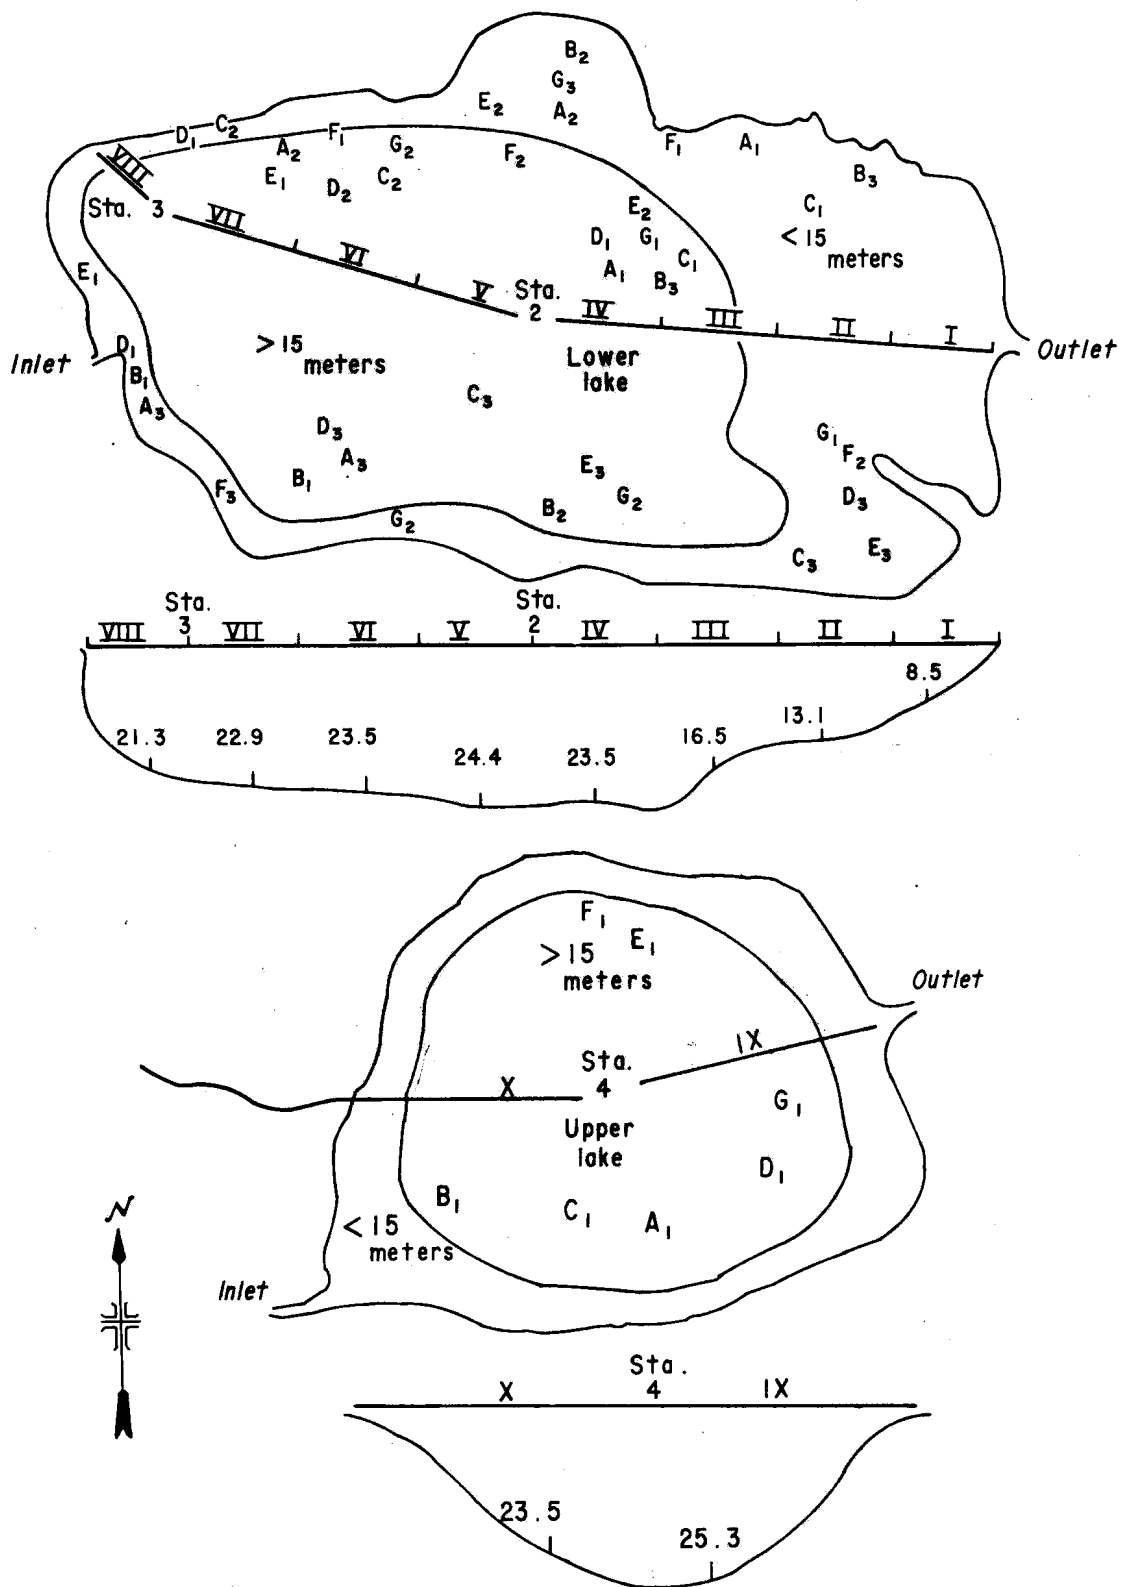 B₂
G₃
E₂ A₂
D₁ C₂ F₁ G₂ F₂ F₁ A₁
A₂
E₁ D₂ C₂ B₃
VIII
Sta. 3 VII E₂ C₁
D₁ G₁ C₁ <15 meters
VI A₁ B₃
E₁ V Sta. 2 IV III II I
D₁ Inlet >15 meters Lower lake Outlet
B₁
A₃ C₃
D₃ G₁
A₃ E₃ F₂
F₃ B₁ G₂ D₃
G₂ B₂
C₃ E₃
Sta. Sta.
VIII 3 VII VI V 2 IV III II I
8.5
13.1
21.3 22.9 23.5 16.5
24.4 23.5
F₁
E₁
>15 meters
Outlet
IX
Sta. 4
X
G₁
Upper lake
D₁
B₁ C₁ A₁
<15 meters
N
Inlet
Sta.
X 4 IX
23.5
25.3